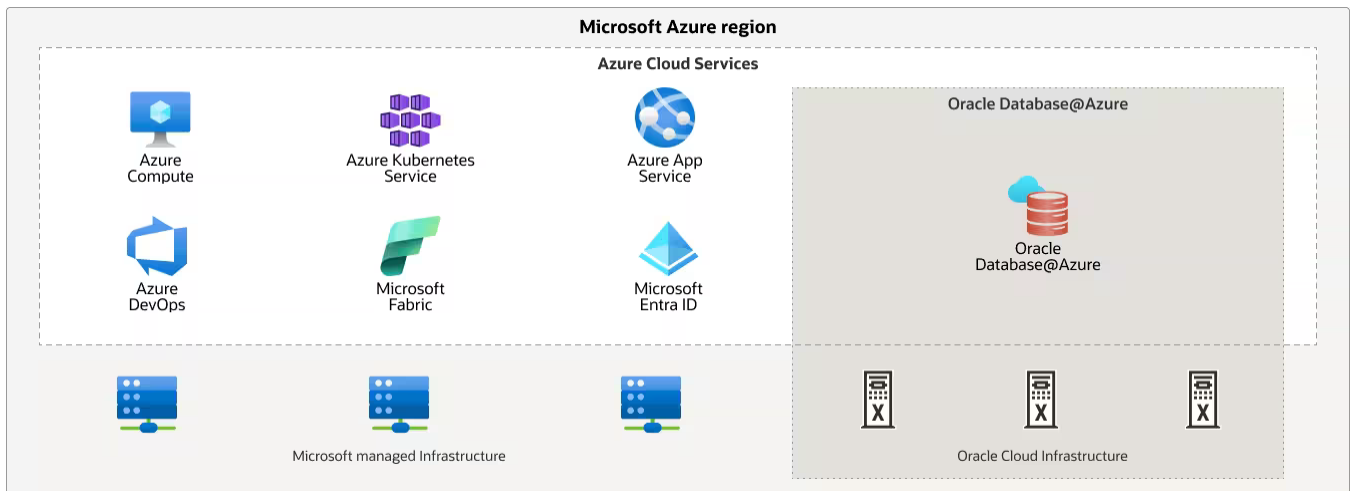 Microsoft Azure region
Azure Cloud Services
Oracle Database@Azure
Azure
Compute
Azure Kubernetes
Service
Azure App
Service
Oracle
Database@Azure
Azure
DevOps
Microsoft
Fabric
Microsoft
Entra ID
X
X
X
Microsoft managed Infrastructure
Oracle Cloud Infrastructure